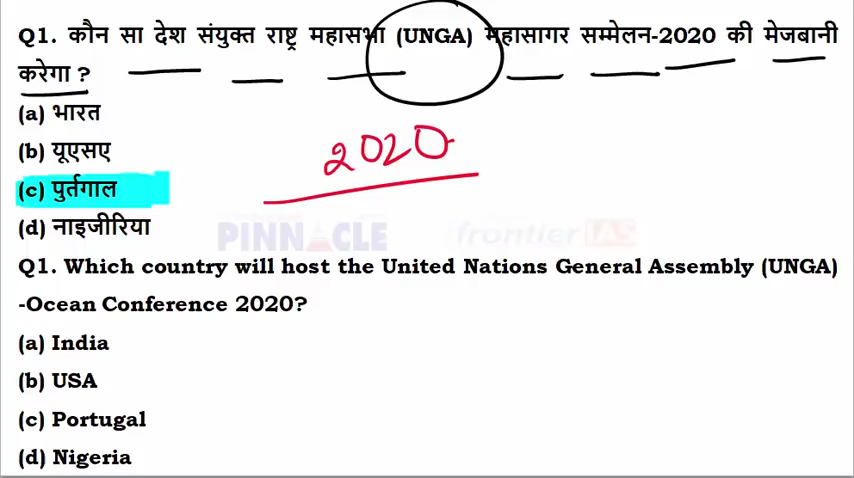 Q1. कौन सा देश संयुक्त राष्ट्र महासभा (UNGA) महासागर सम्मेलन-2020 की मेजबानी
करेगा ?
(a) भारत
(b) यूएसए
(c) पुर्तगाल
(d) नाइजीरिया
2020
PINNACLE frontier IAS
Q1. Which country will host the United Nations General Assembly (UNGA)
-Ocean Conference 2020?
(a) India
(b) USA
(c) Portugal
(d) Nigeria